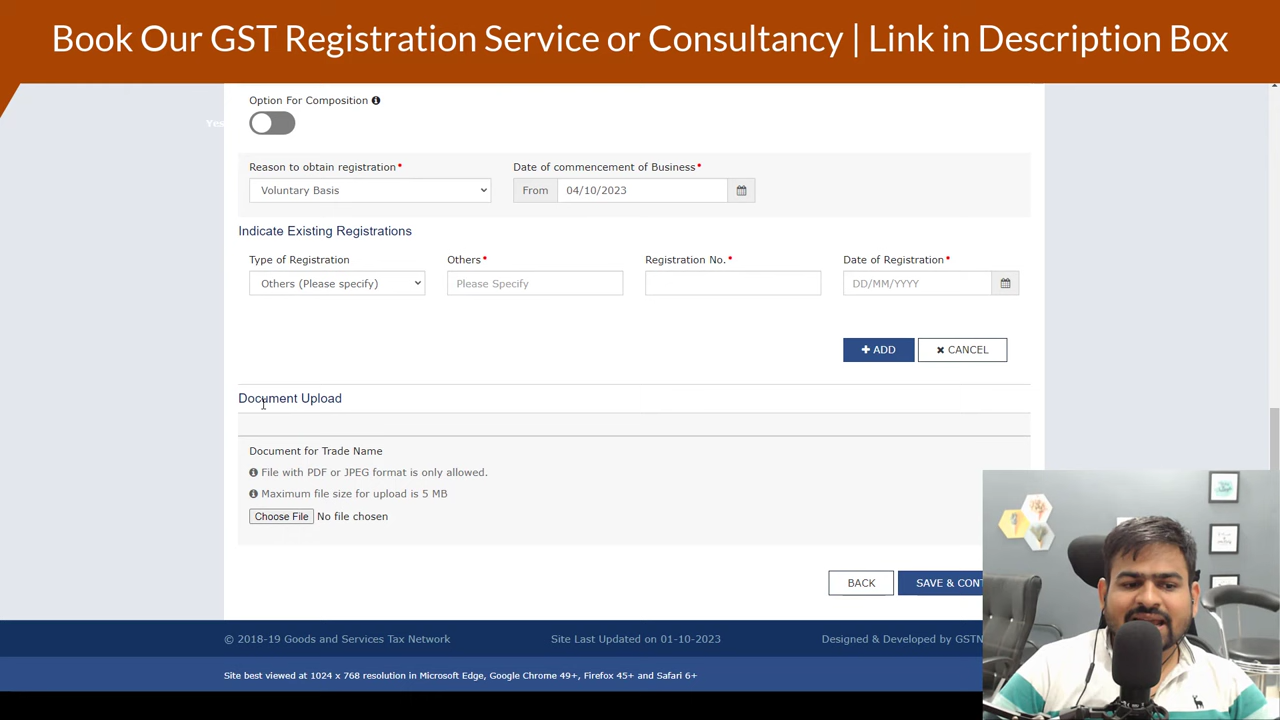 Book Our GST Registration Service or Consultancy | Link in Description Box
Option For Composition
Yes
Reason to obtain registration*
Date of commencement of Business*
Voluntary Basis
From
04/10/2023
Indicate Existing Registrations
Type of Registration
Others*
Registration No.*
Date of Registration*
Others (Please specify)
Please Specify
DD/MM/YYYY
+ ADD
✖ CANCEL
Document Upload
Document for Trade Name
File with PDF or JPEG format is only allowed.
Maximum file size for upload is 5 MB
Choose File No file chosen
BACK
SAVE & CONT
© 2018-19 Goods and Services Tax Network
Site Last Updated on 01-10-2023
Designed & Developed by GSTN
Site best viewed at 1024 x 768 resolution in Microsoft Edge, Google Chrome 49+, Firefox 45+ and Safari 6+